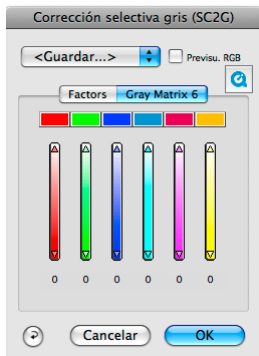 Corrección selectiva gris (SC2G)
<Guardar...> Previsu. RGB
Factors Gray Matrix 6
0 0 0 0 0 0
Cancelar OK